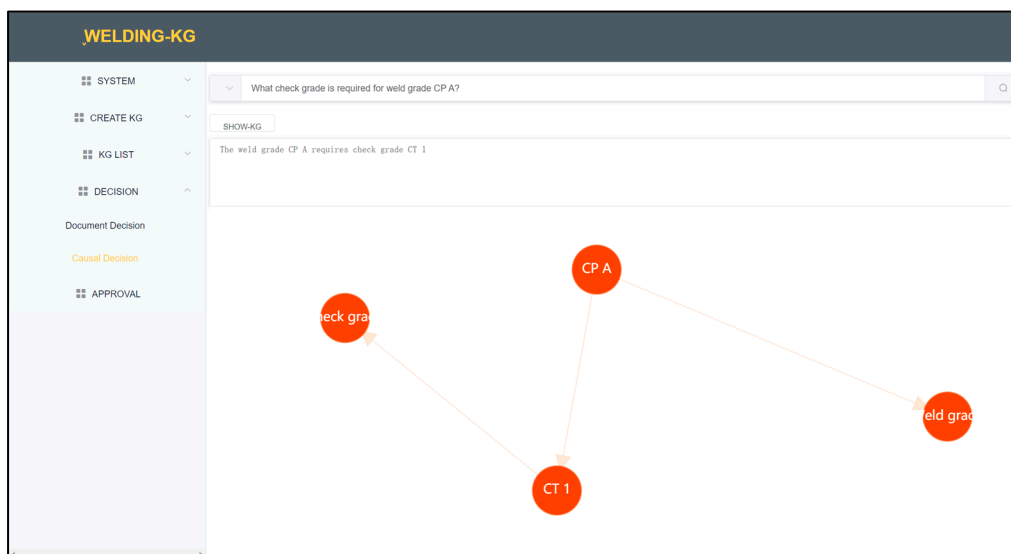 WELDING-KG
SYSTEM
CREATE KG
KG LIST
DECISION
Document Decision
Causal Decision
APPROVAL
What check grade is required for weld grade CP A?
SHOW-KG
The weld grade CP A requires check grade CT 1
CP A
heck gra
eld grad
CT 1